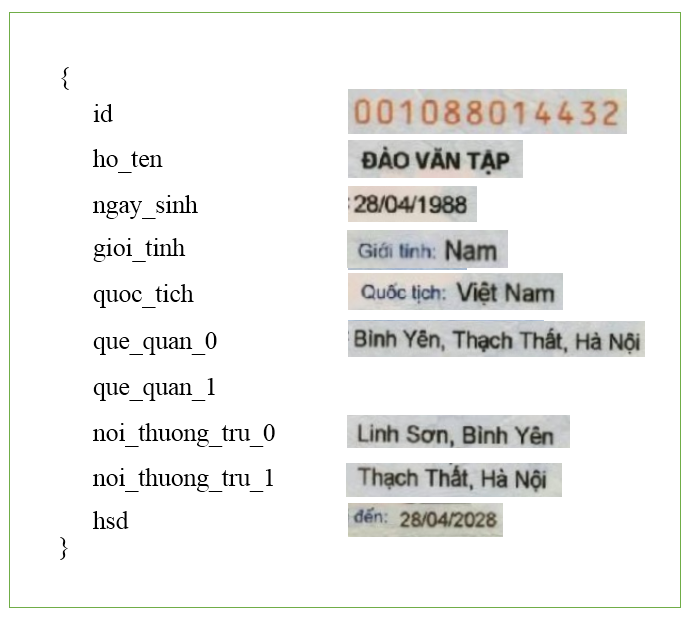 {
id 001088014432
ho_ten ĐÀO VĂN TẬP
ngay_sinh 28/04/1988
gioi_tinh Giới tính: Nam
quoc_tich Quốc tịch: Việt Nam
que_quan_0 Bình Yên, Thạch Thất, Hà Nội
que_quan_1
noi_thuong_tru_0 Linh Sơn, Bình Yên
noi_thuong_tru_1 Thạch Thất, Hà Nội
hsd đến: 28/04/2028
}